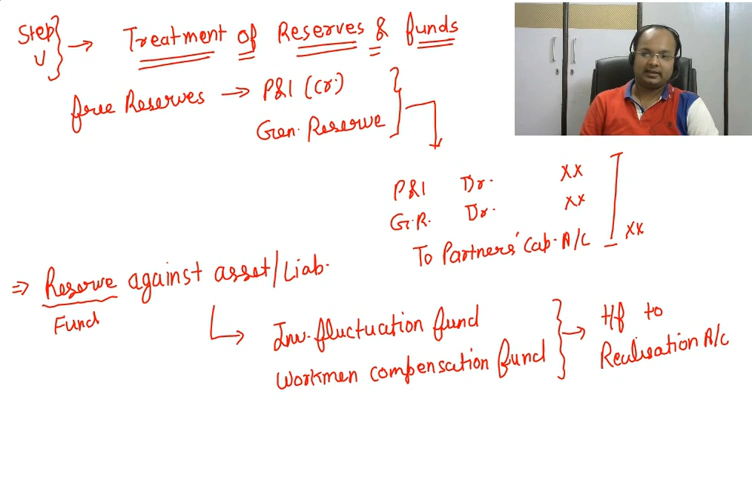 Step V → Treatment of Reserves & funds
free Reserves → P&l (cr)
Gen. Reserve
P&l Dr. xx
G.R. Dr. xx
To Partners' Cap. A/C xx
⇒ Reserve against asset/Liab.
Fund
Inv. fluctuation fund
Workmen compensation fund → t/f to
Realisation A/C